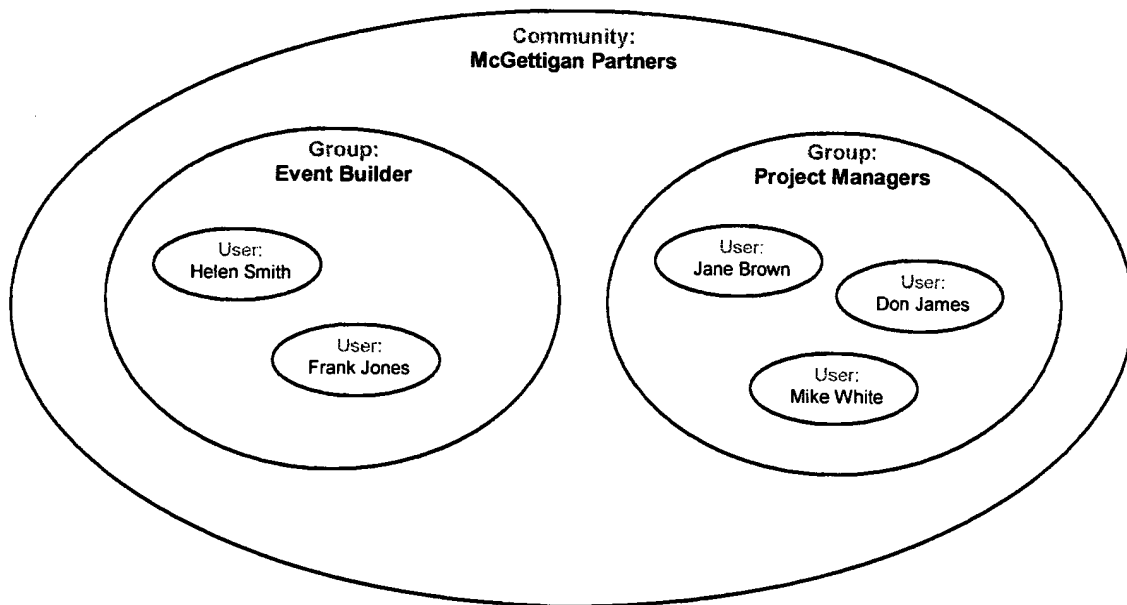 Community:
McGettigan Partners
Group:
Event Builder
User:
Helen Smith
User:
Frank Jones
Group:
Project Managers
User:
Jane Brown
User:
Don James
User:
Mike White